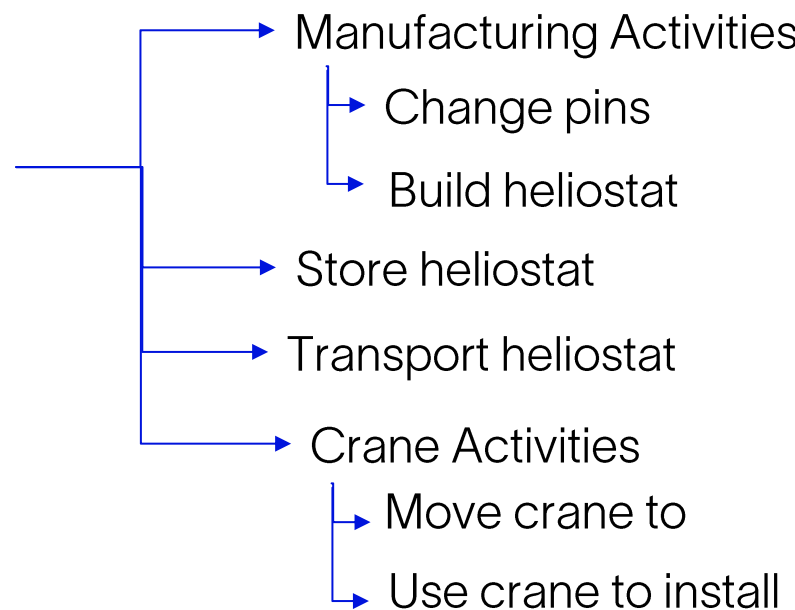 Manufacturing Activities
Change pins
Build heliostat
Store heliostat
Transport heliostat
Crane Activities
Move crane to
Use crane to install